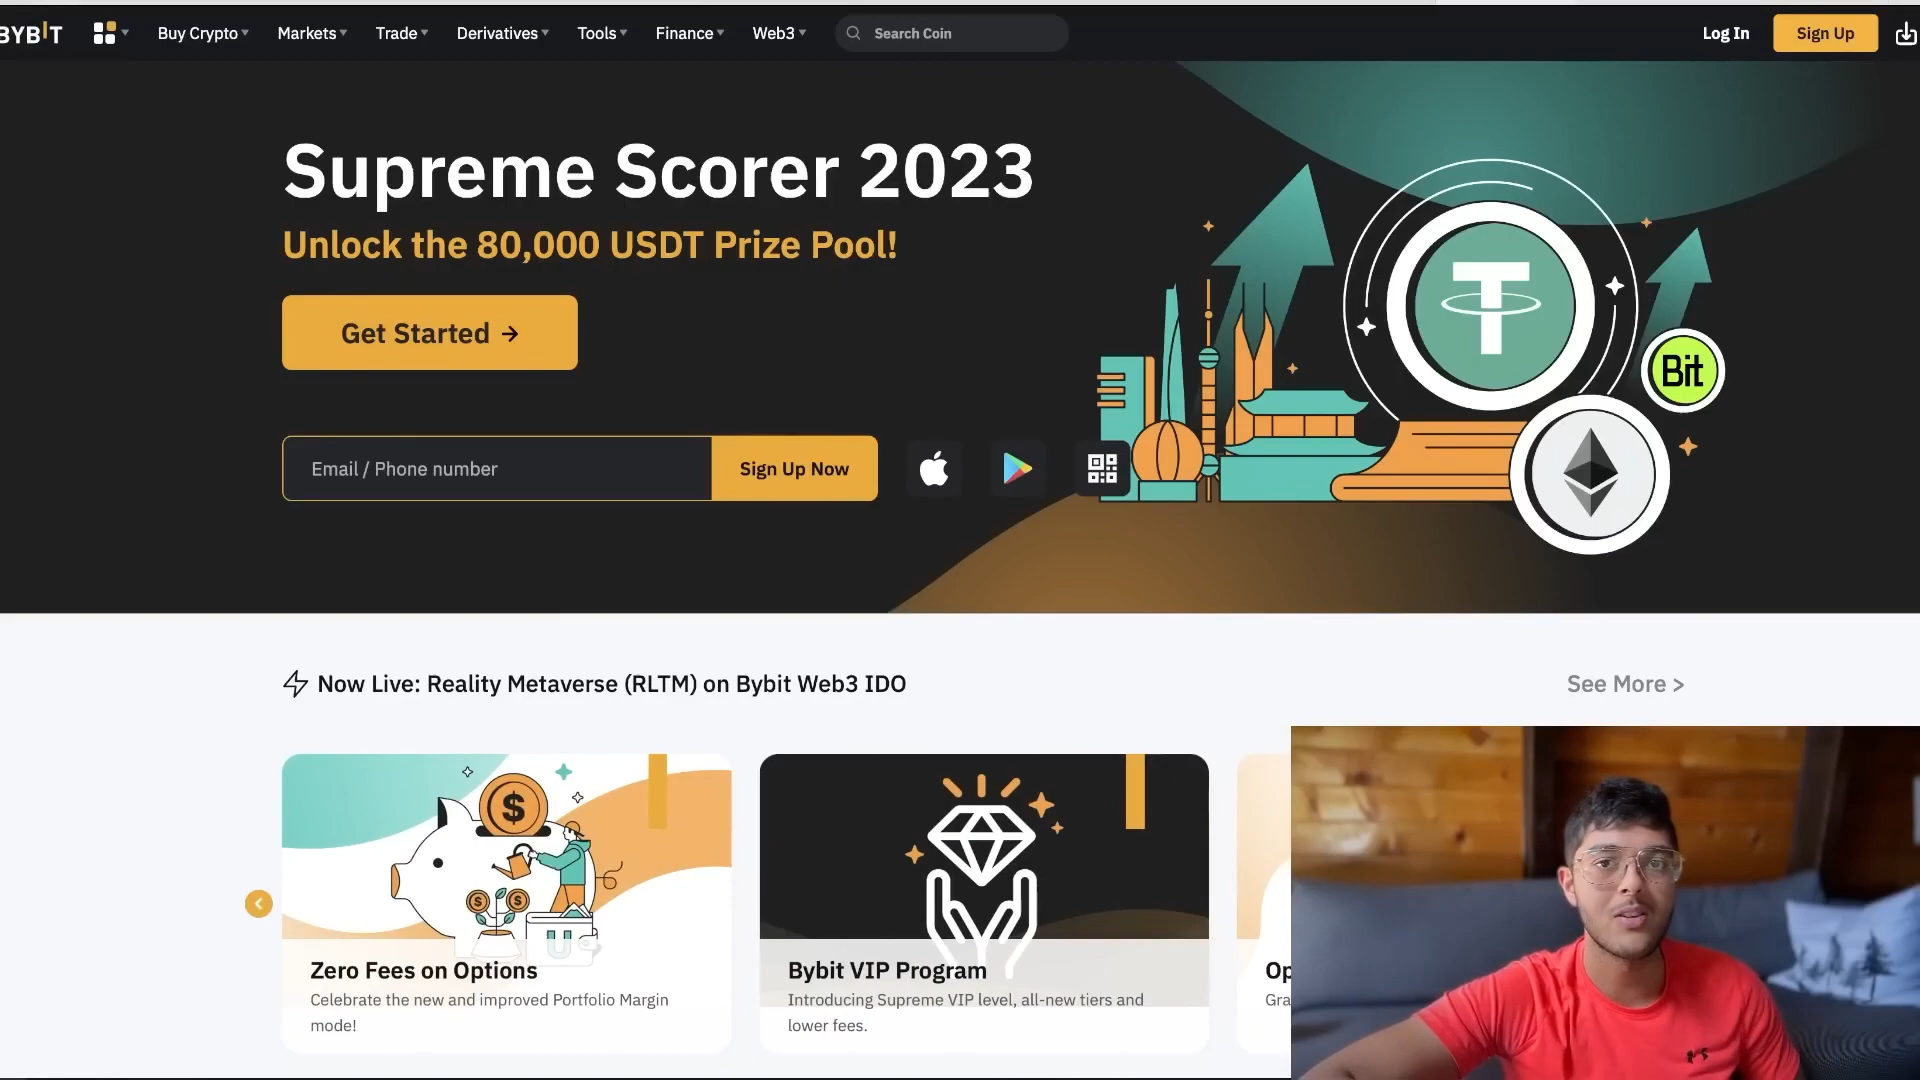 BYBIT
Buy Crypto
Markets
Trade
Derivatives
Tools
Finance
Web3
Search Coin
Log In
Sign Up
Supreme Scorer 2023
Unlock the 80,000 USDT Prize Pool!
Get Started →
Email / Phone number
Sign Up Now
Bit
Now Live: Reality Metaverse (RLTM) on Bybit Web3 IDO
See More >
Zero Fees on Options
Celebrate the new and improved Portfolio Margin
mode!
Bybit VIP Program
Introducing Supreme VIP level, all-new tiers and
lower fees.
Op
Gra